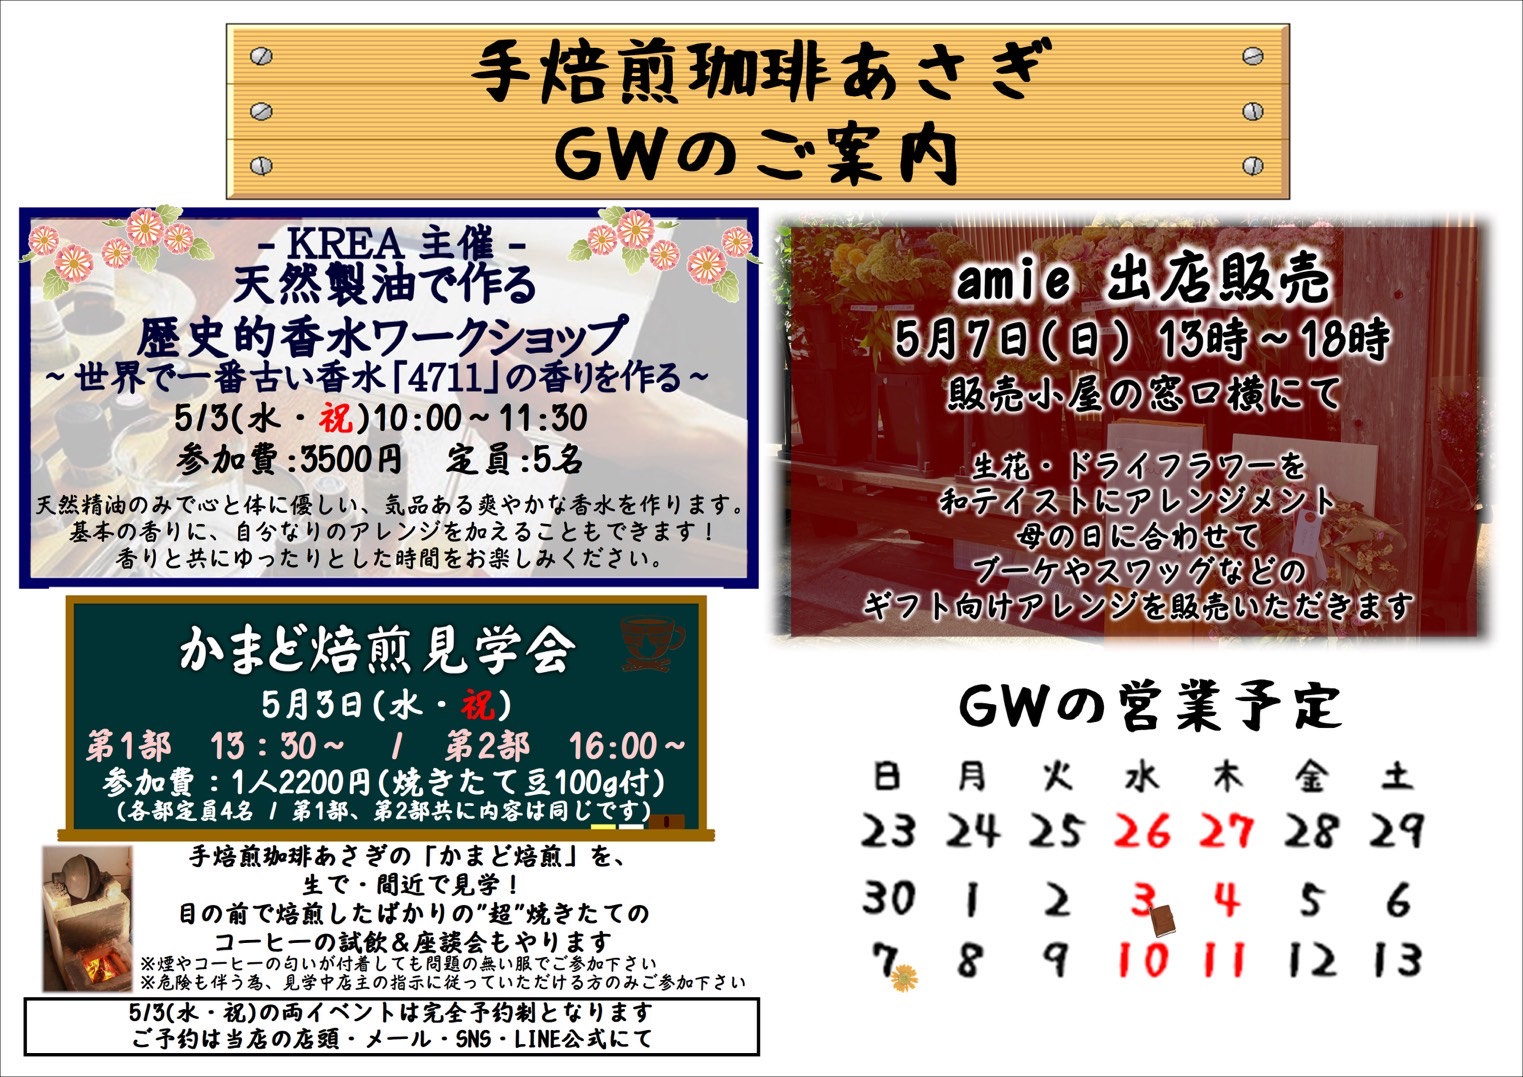 手焙煎珈琲あさぎ
GWのご案内
- KREA 主催 -
天然製油で作る
歴史的香水ワークショップ
～世界で一番古い香水「4711」の香りを作る～
5/3(水・祝)10:00～11:30
参加費:3500円　定員:5名
天然精油のみで心と体に優しい、気品ある爽やかな香水を作ります。
基本の香りに、自分なりのアレンジを加えることもできます！
香りと共にゆったりとした時間をお楽しみください。
amie 出店販売
5月7日(日) 13時～18時
販売小屋の窓口横にて
生花・ドライフラワーを
和テイストにアレンジメント
母の日に合わせて
ブーケやスワッグなどの
ギフト向けアレンジを販売いただきます
かまど焙煎見学会
5月3日(水・祝)
第1部　13：30～　/　第2部　16:00～
参加費：1人2200円(焼きたて豆100g付)
(各部定員4名 / 第1部、第2部共に内容は同じです)
手焙煎珈琲あさぎの「かまど焙煎」を、
生で・間近で見学！
目の前で焙煎したばかりの"超"焼きたての
コーヒーの試飲＆座談会もやります
※煙やコーヒーの匂いが付着しても問題の無い服でご参加下さい
※危険も伴う為、見学中店主の指示に従っていただける方のみご参加下さい
5/3(水・祝)の両イベントは完全予約制となります
ご予約は当店の店頭・メール・SNS・LINE公式にて
GWの営業予定
日 月 火 水 木 金 土
23 24 25 26 27 28 29
30 1 2 3 4 5 6
7 8 9 10 11 12 13